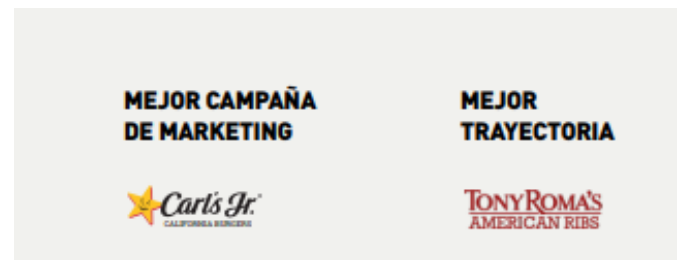 MEJOR CAMPAÑA
DE MARKETING
Carl's Jr.
CALIFORNIA BURGERS
MEJOR
TRAYECTORIA
TONY ROMA'S
AMERICAN RIBS